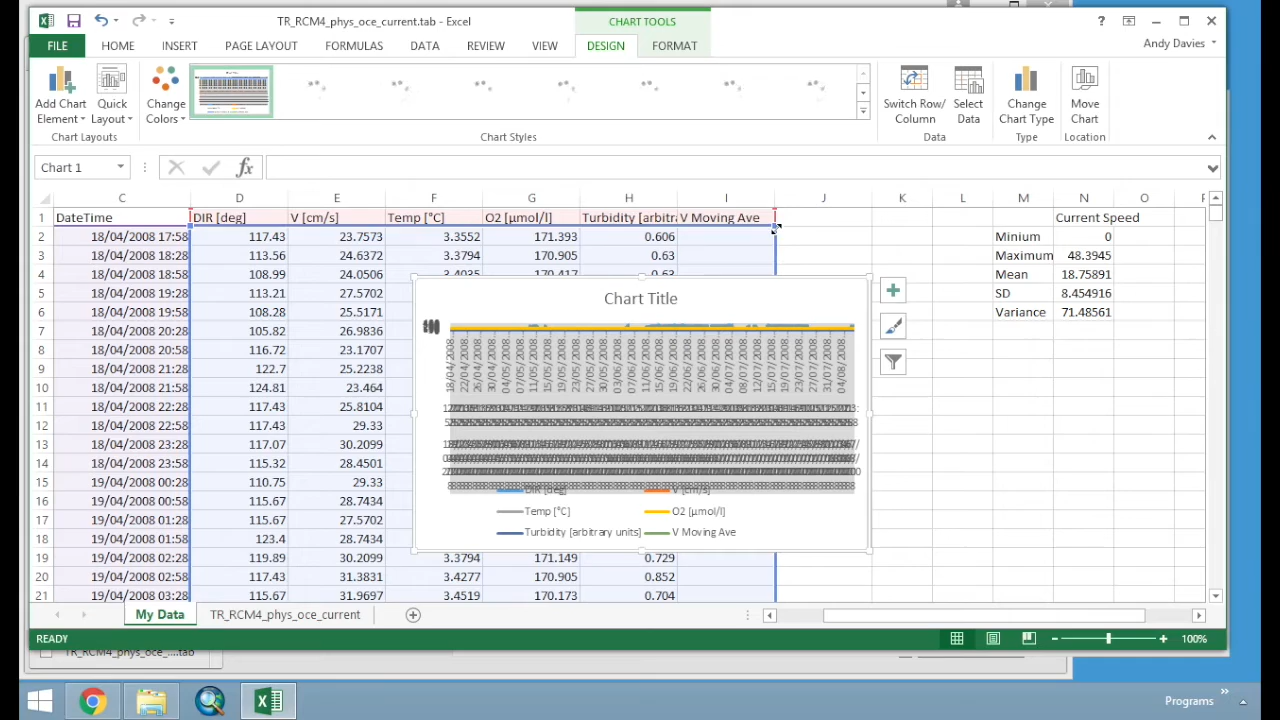 TR_RCM4_phys_oce_current.tab - Excel
CHART TOOLS
FILE HOME INSERT PAGE LAYOUT FORMULAS DATA REVIEW VIEW DESIGN FORMAT
Andy Davies
Add Chart Element
Quick Layout
Change Colors
Switch Row/ Column
Select Data
Change Chart Type
Move Chart
Chart Layouts
Chart Styles
Data
Type
Location
Chart 1
fx
C D E F G H I J K L M N O
1 DateTime DIR [deg] V [cm/s] Temp [°C] O2 [µmol/l] Turbidity [arbitra V Moving Ave Current Speed
2 18/04/2008 17:58 117.43 23.7573 3.3552 171.393 0.606 Minium 0
3 18/04/2008 18:28 113.56 24.6372 3.3794 170.905 0.63 Maximum 48.3945
4 18/04/2008 18:58 108.99 24.0506 3.4035 170.417 0.63 Mean 18.75891
5 18/04/2008 19:28 113.21 27.5702 SD 8.454916
6 18/04/2008 19:58 108.28 25.5171 Variance 71.48561
7 18/04/2008 20:28 105.82 26.9836
8 18/04/2008 20:58 116.72 23.1707
9 18/04/2008 21:28 122.7 25.2238
10 18/04/2008 21:58 124.81 23.464
11 18/04/2008 22:28 117.43 25.8104
12 18/04/2008 22:58 117.43 29.33
13 18/04/2008 23:28 117.07 30.2099
14 18/04/2008 23:58 115.32 28.4501
15 19/04/2008 00:28 110.75 29.33
16 19/04/2008 00:58 115.67 28.7434
17 19/04/2008 01:28 115.67 27.5702
18 19/04/2008 01:58 123.4 28.7434
19 19/04/2008 02:28 119.89 30.2099 3.3794 171.149 0.729
20 19/04/2008 02:58 117.43 31.3831 3.4277 170.905 0.852
21 19/04/2008 03:28 115.67 31.9697 3.4519 170.173 0.704
Chart Title
DIR [deg] V [cm/s]
Temp [°C] O2 [µmol/l]
Turbidity [arbitrary units] V Moving Ave
My Data TR_RCM4_phys_oce_current
READY
100%
TR_RCM4_phys_oce_....tab
Programs